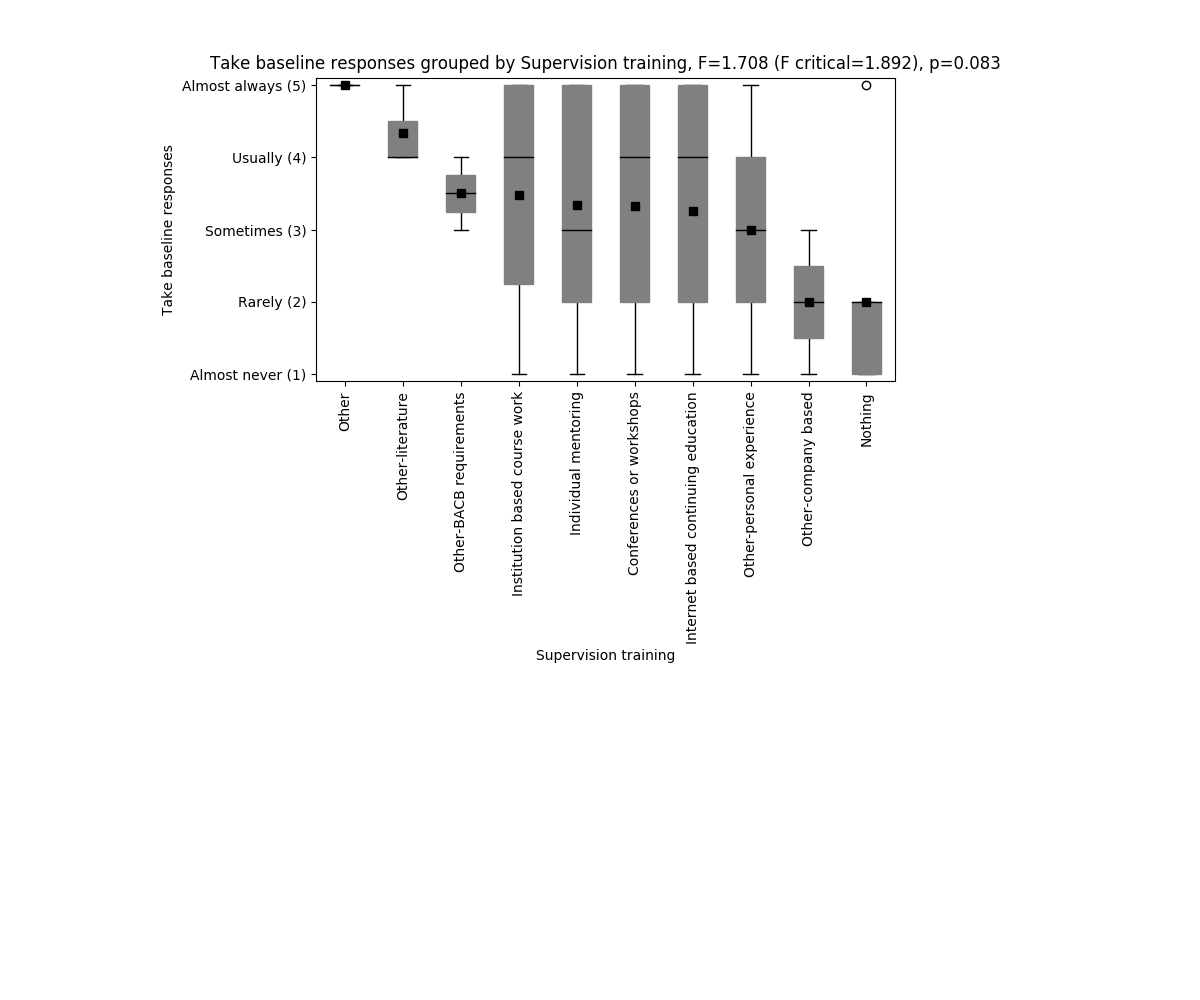 Take baseline responses grouped by Supervision training, F=1.708 (F critical=1.892), p=0.083
Take baseline responses
Almost always (5)
Usually (4)
Sometimes (3)
Rarely (2)
Almost never (1)
Other
Other-literature
Other-BACB requirements
Institution based course work
Individual mentoring
Conferences or workshops
Internet based continuing education
Other-personal experience
Other-company based
Nothing
Supervision training